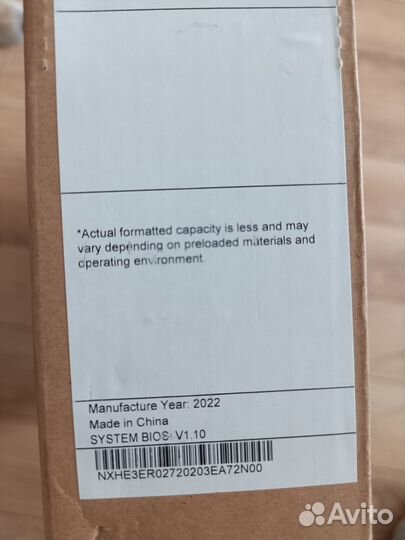 *Actual formatted capacity is less and may
vary depending on preloaded materials and
operating environment.
Manufacture Year: 2022
Made in China
SYSTEM BIOS: V1.10
NXHE3ER02720203EA72N00
Avito